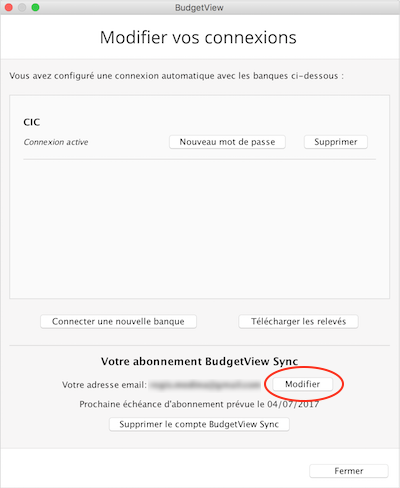 BudgetView
Modifier vos connexions
Vous avez configuré une connexion automatique avec les banques ci-dessous :
CIC
Connexion active Nouveau mot de passe Supprimer
Connecter une nouvelle banque Télécharger les relevés
Votre abonnement BudgetView Sync
Votre adresse email: Modifier
Prochaine échéance d'abonnement prévue le 04/07/2017
Supprimer le compte BudgetView Sync
Fermer